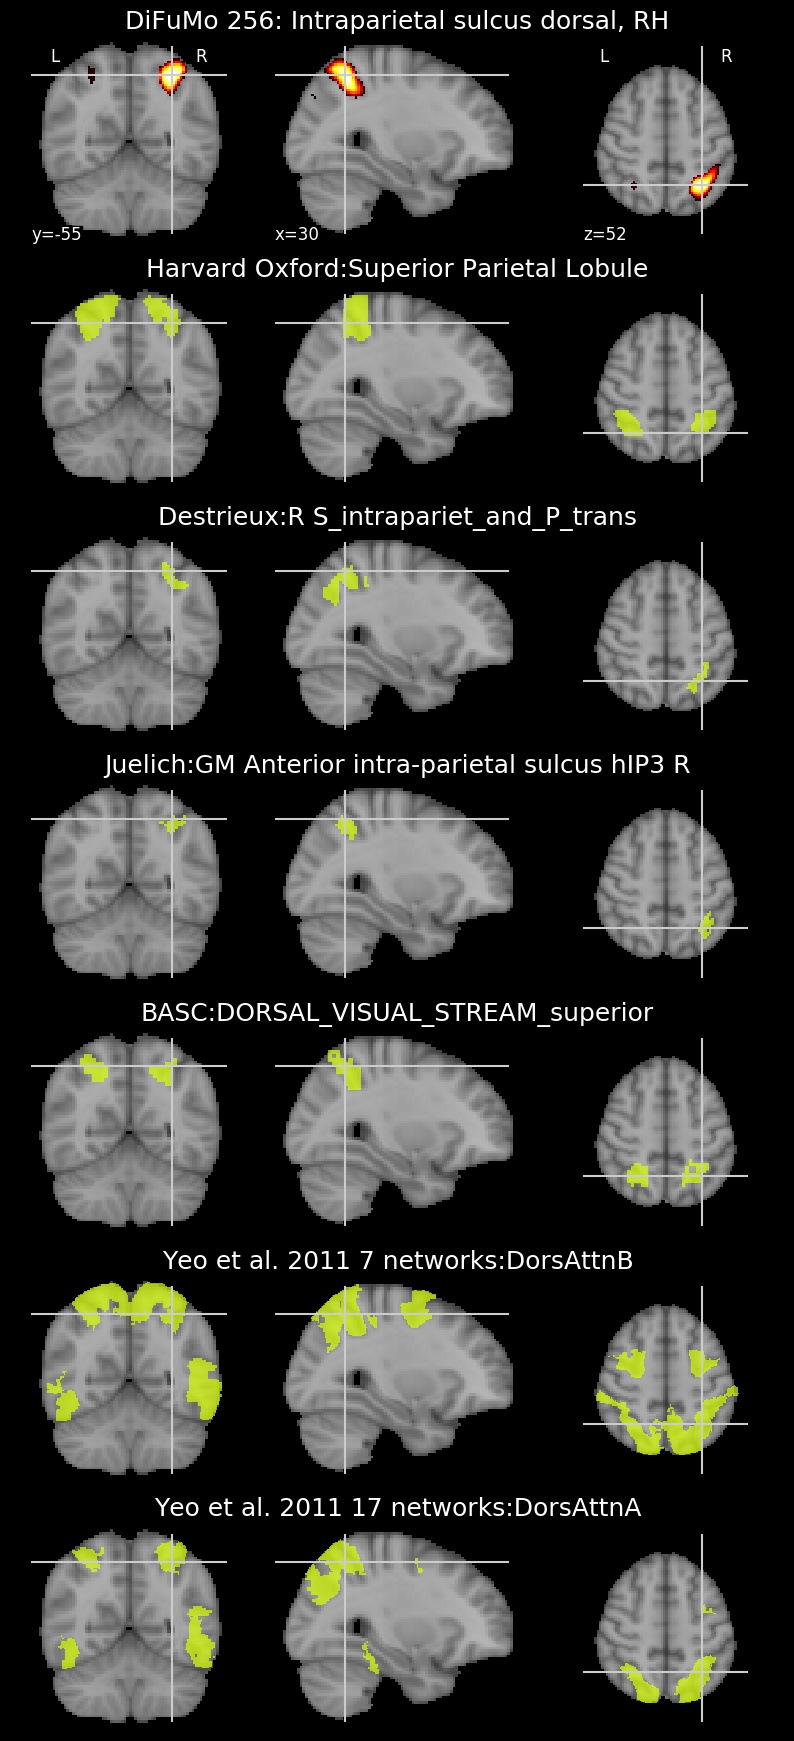 DiFuMo 256: Intraparietal sulcus dorsal, RH
L R L R
y=-55 x=30 z=52
Harvard Oxford:Superior Parietal Lobule
Destrieux:R S_intrapariet_and_P_trans
Juelich:GM Anterior intra-parietal sulcus hIP3 R
BASC:DORSAL_VISUAL_STREAM_superior
Yeo et al. 2011 7 networks:DorsAttnB
Yeo et al. 2011 17 networks:DorsAttnA